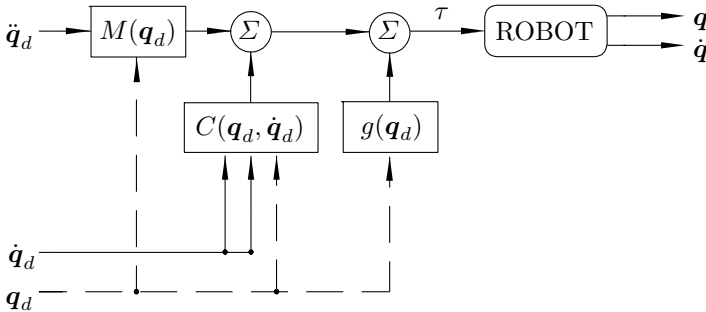 q̈_d M(q_d) Σ Σ τ ROBOT q
q̇
C(q_d, q̇_d) g(q_d)
q̇_d
q_d